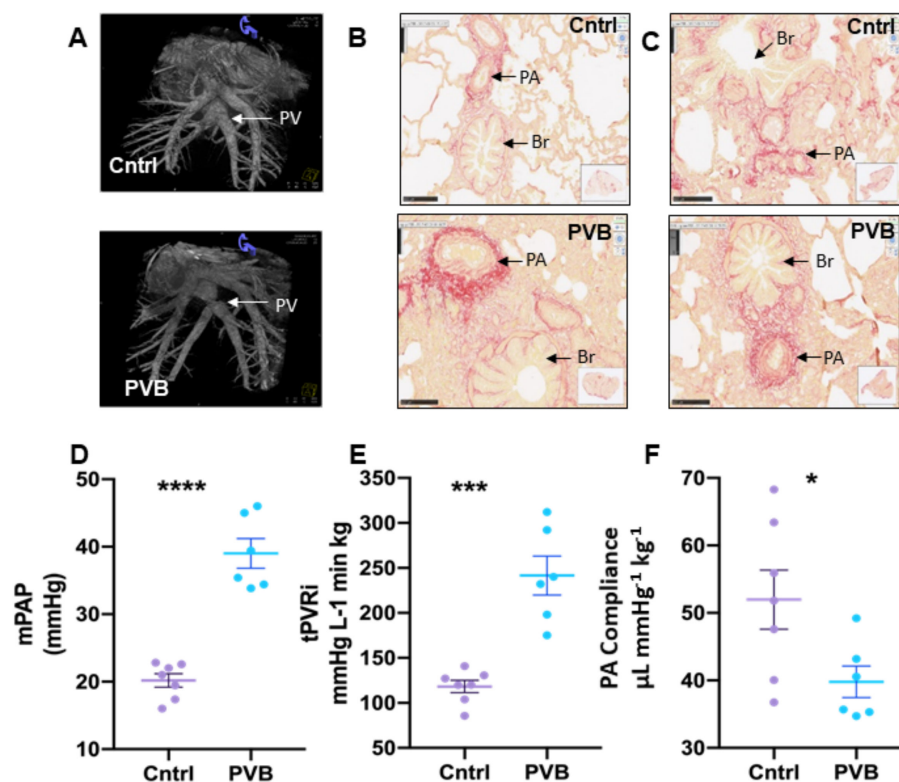 A
PV
Cntrl
PV
PVB
B
Cntrl
PA
Br
PVB
PA
Br
C
Cntrl
Br
PA
PVB
Br
PA
D
****
mPAP
(mmHg)
50
40
30
20
10
Cntrl
PVB
E
***
tPVRi
mmHg L-1 min kg
350
300
250
200
150
100
50
Cntrl
PVB
F
*
PA Compliance
µL mmHg⁻¹ kg⁻¹
70
60
50
40
30
Cntrl
PVB